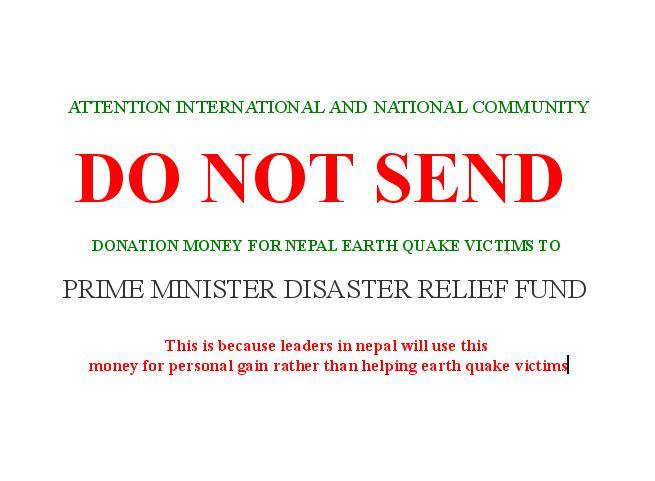 ATTENTION INTERNATIONAL AND NATIONAL COMMUNITY
DO NOT SEND
DONATION MONEY FOR NEPAL EARTH QUAKE VICTIMS TO
PRIME MINISTER DISASTER RELIEF FUND
This is because leaders in nepal will use this
money for personal gain rather than helping earth quake victims